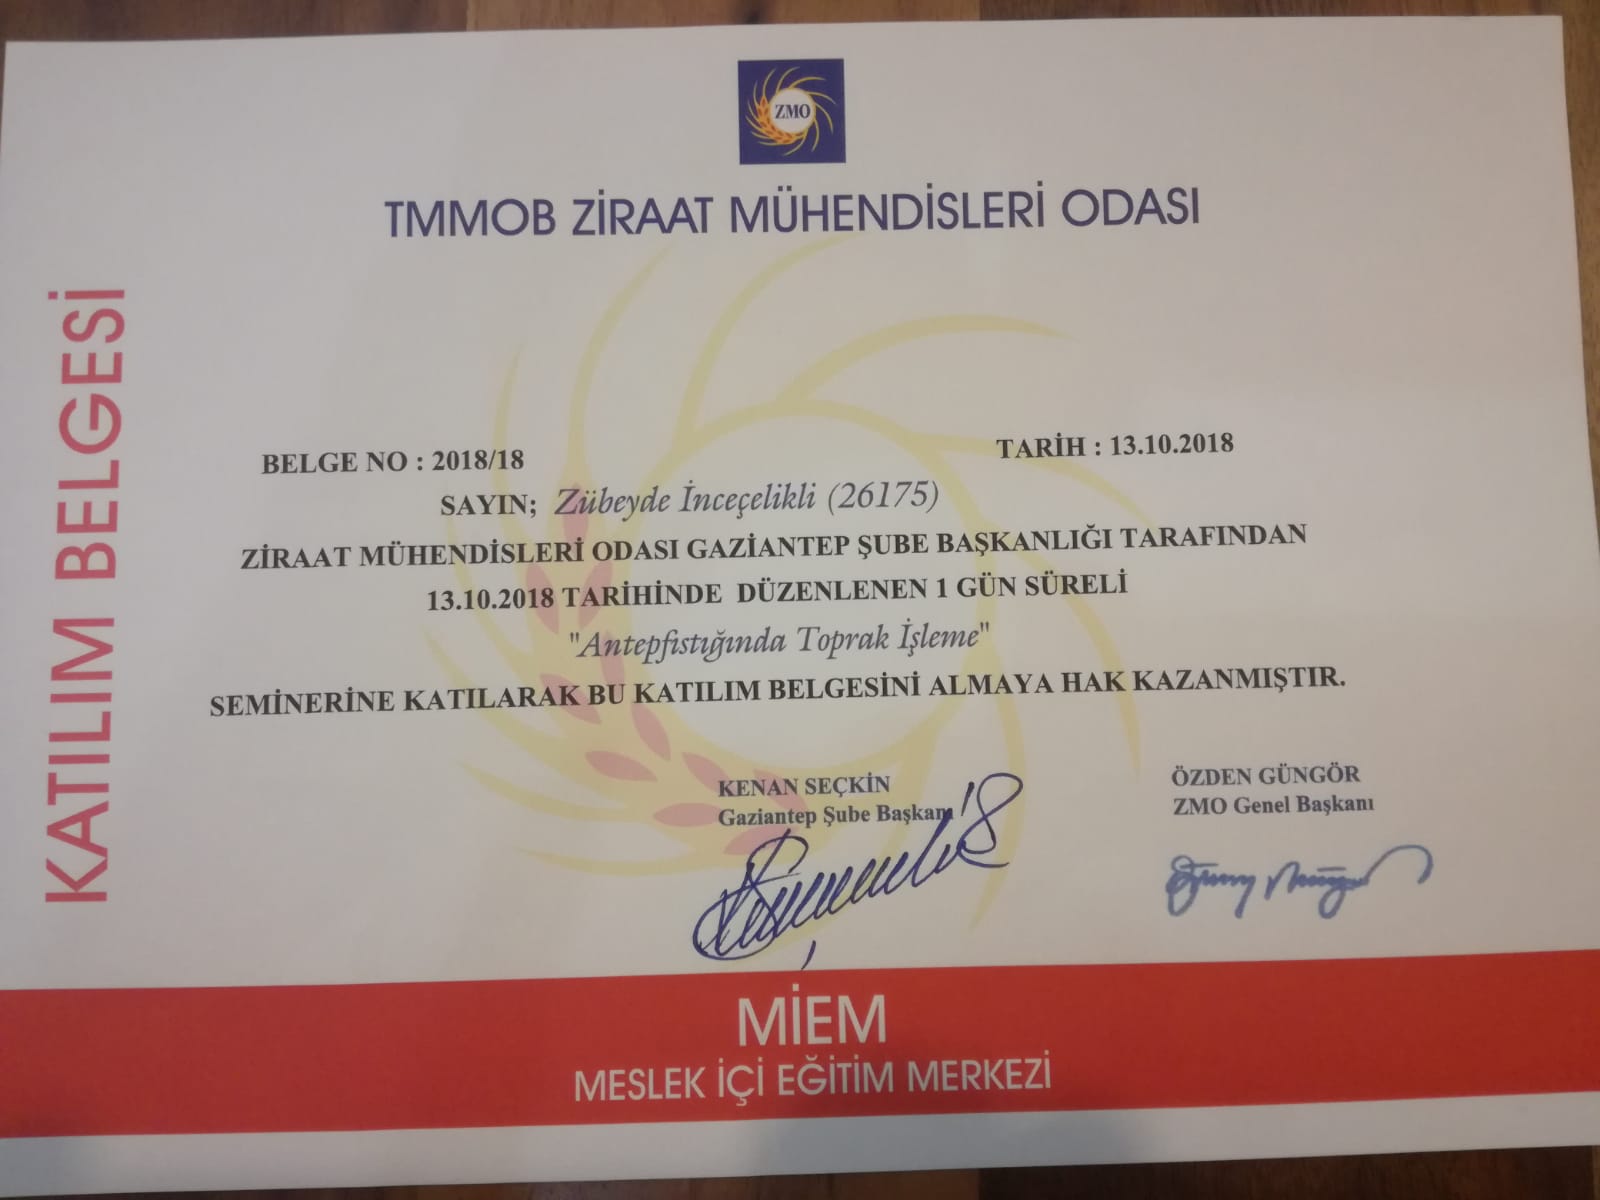 ZMO
TMMOB ZİRAAT MÜHENDİSLERİ ODASI
KATILIM BELGESİ
BELGE NO : 2018/18
TARİH : 13.10.2018
SAYIN; Zübeyde İnceçelikli (26175)
ZİRAAT MÜHENDİSLERİ ODASI GAZİANTEP ŞUBE BAŞKANLIĞI TARAFINDAN
13.10.2018 TARİHİNDE DÜZENLENEN 1 GÜN SÜRELİ
"Antepfıstığında Toprak İşleme"
SEMİNERİNE KATILARAK BU KATILIM BELGESİNİ ALMAYA HAK KAZANMIŞTIR.
KENAN SEÇKİN
Gaziantep Şube Başkanı
ÖZDEN GÜNGÖR
ZMO Genel Başkanı
MİEM
MESLEK İÇİ EĞİTİM MERKEZİ